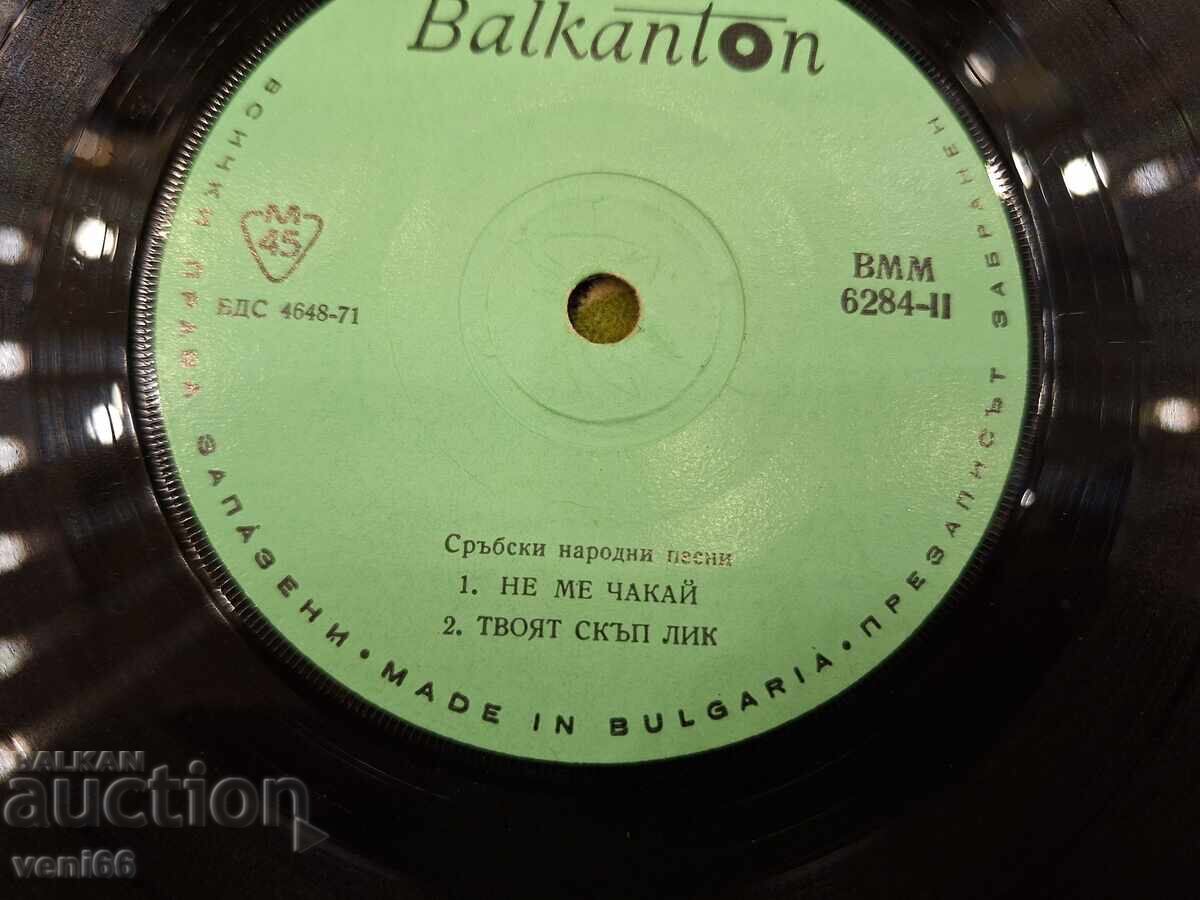 Balkanton
ВСИЧКИ ПРАВА ЗАПАЗЕНИ • MADE IN BULGARIA • ПРЕЗАПИСЪТ ЗАБРАНЕН
М
45
БДС 4648-71
ВММ
6284-II
Сръбски народни песни
1. НЕ МЕ ЧАКАЙ
2. ТВОЯТ СКЪП ЛИК
BALKAN
auction
veni66